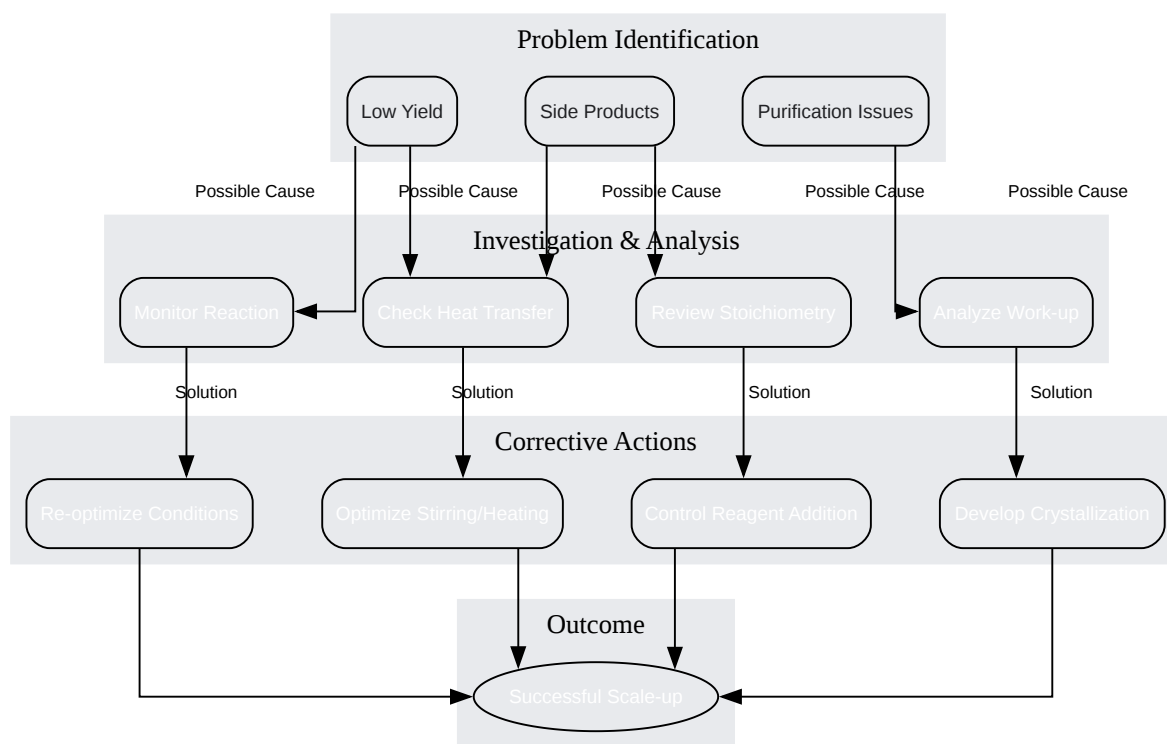 Problem Identification
Low Yield
Side Products
Purification Issues
Possible Cause
Possible Cause
Possible Cause
Possible Cause
Possible Cause
Investigation & Analysis
Monitor Reaction
Check Heat Transfer
Review Stoichiometry
Analyze Work-up
Solution
Solution
Solution
Solution
Corrective Actions
Re-optimize Conditions
Optimize Stirring/Heating
Control Reagent Addition
Develop Crystallization
Outcome
Successful Scale-up